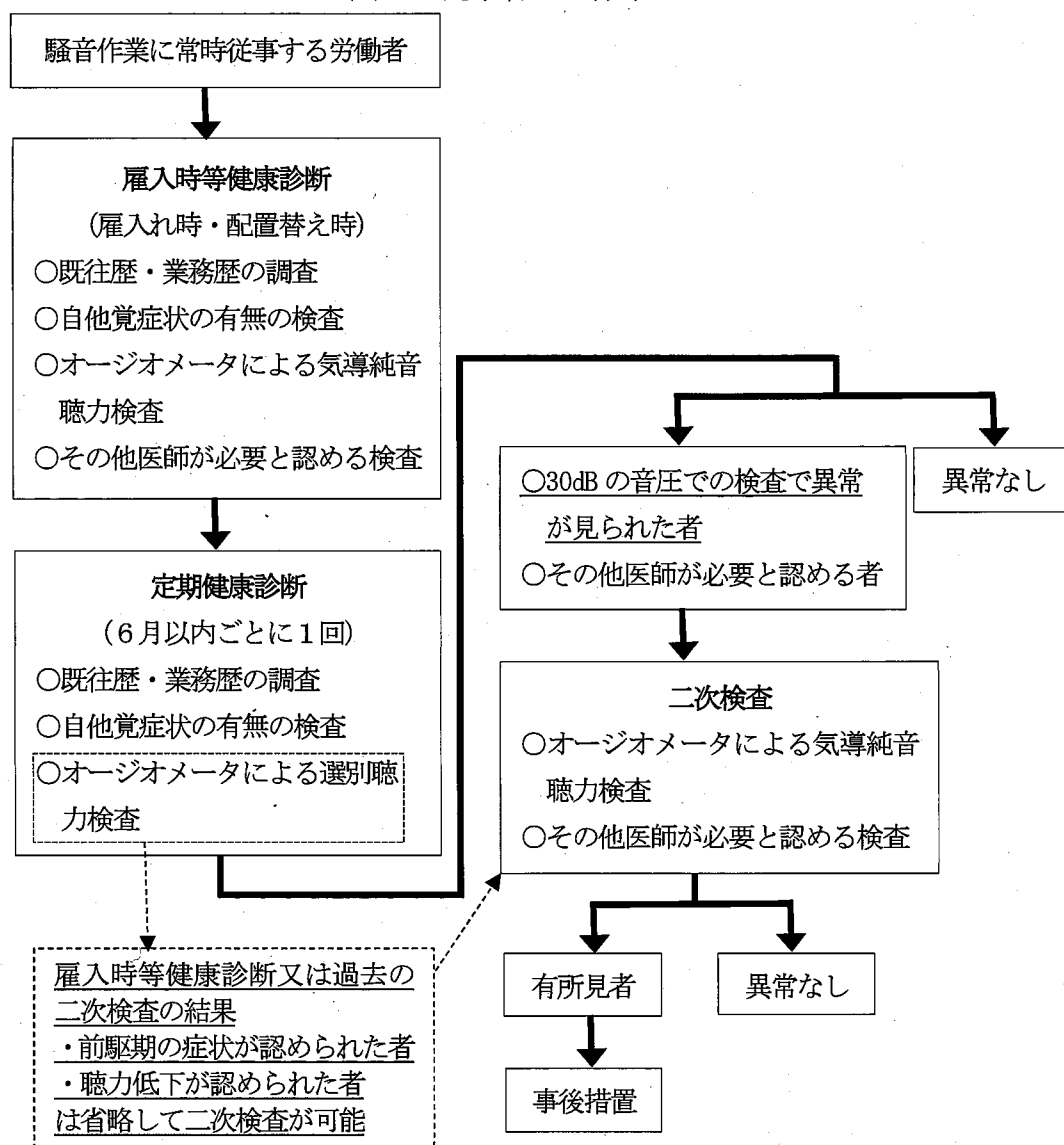 騒音作業に常時従事する労働者
雇入時等健康診断
(雇入れ時・配置替え時)
○既往歴・業務歴の調査
○自他覚症状の有無の検査
○オージオメータによる気導純音
聴力検査
○その他医師が必要と認める検査
定期健康診断
(6月以内ごとに1回)
○既往歴・業務歴の調査
○自他覚症状の有無の検査
○オージオメータによる選別聴
力検査
雇入時等健康診断又は過去の
二次検査の結果
・前駆期の症状が認められた者
・聴力低下が認められた者
は省略して二次検査が可能
○30dBの音圧での検査で異常
が見られた者
○その他医師が必要と認める者
異常なし
二次検査
○オージオメータによる気導純音
聴力検査
○その他医師が必要と認める検査
有所見者
異常なし
事後措置